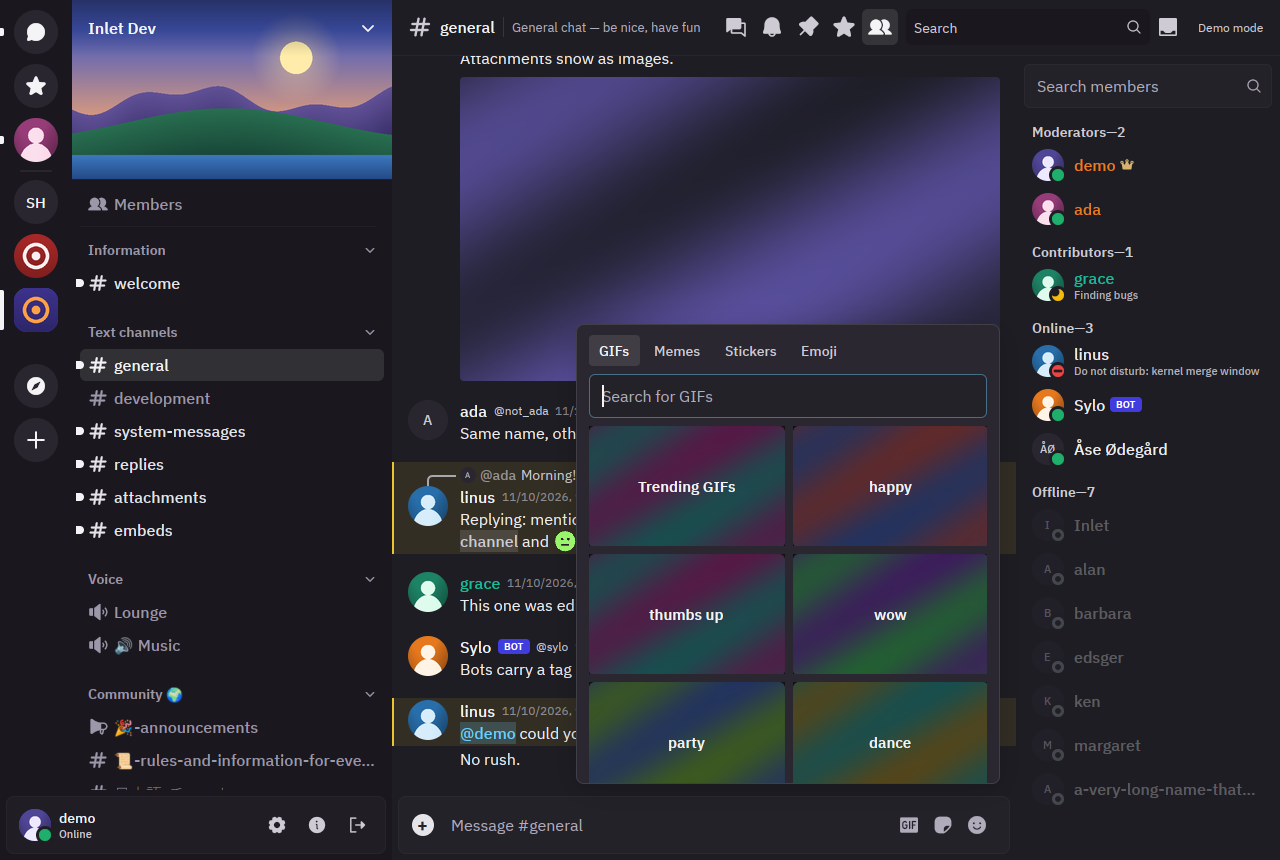 Inlet Dev
SH
Members
Information
welcome
Text channels
general
development
system-messages
replies
attachments
embeds
Voice
Lounge
🔊 Music
Community 🌍
🎉-announcements
📜-rules-and-information-for-eve...
demo
Online
general
General chat — be nice, have fun
Search
Demo mode
Attachments show as images.
A
ada @not_ada
Same name, oth
A @ada Morning!
linus 11/10/2026,
Replying: mentio
channel and
grace 11/10/2026,
This one was ed
Sylo BOT @sylo
Bots carry a tag
linus 11/10/2026,
@demo could yo
No rush.
GIFs Memes Stickers Emoji
Search for GIFs
Trending GIFs
happy
thumbs up
wow
party
dance
Message #general
GIF
Search members
Moderators—2
demo
ada
Contributors—1
grace
Finding bugs
Online—3
linus
Do not disturb: kernel merge window
Sylo BOT
ÅØ Åse Ødegård
Offline—7
I Inlet
A alan
B barbara
E edsger
K ken
M margaret
A a-very-long-name-that...